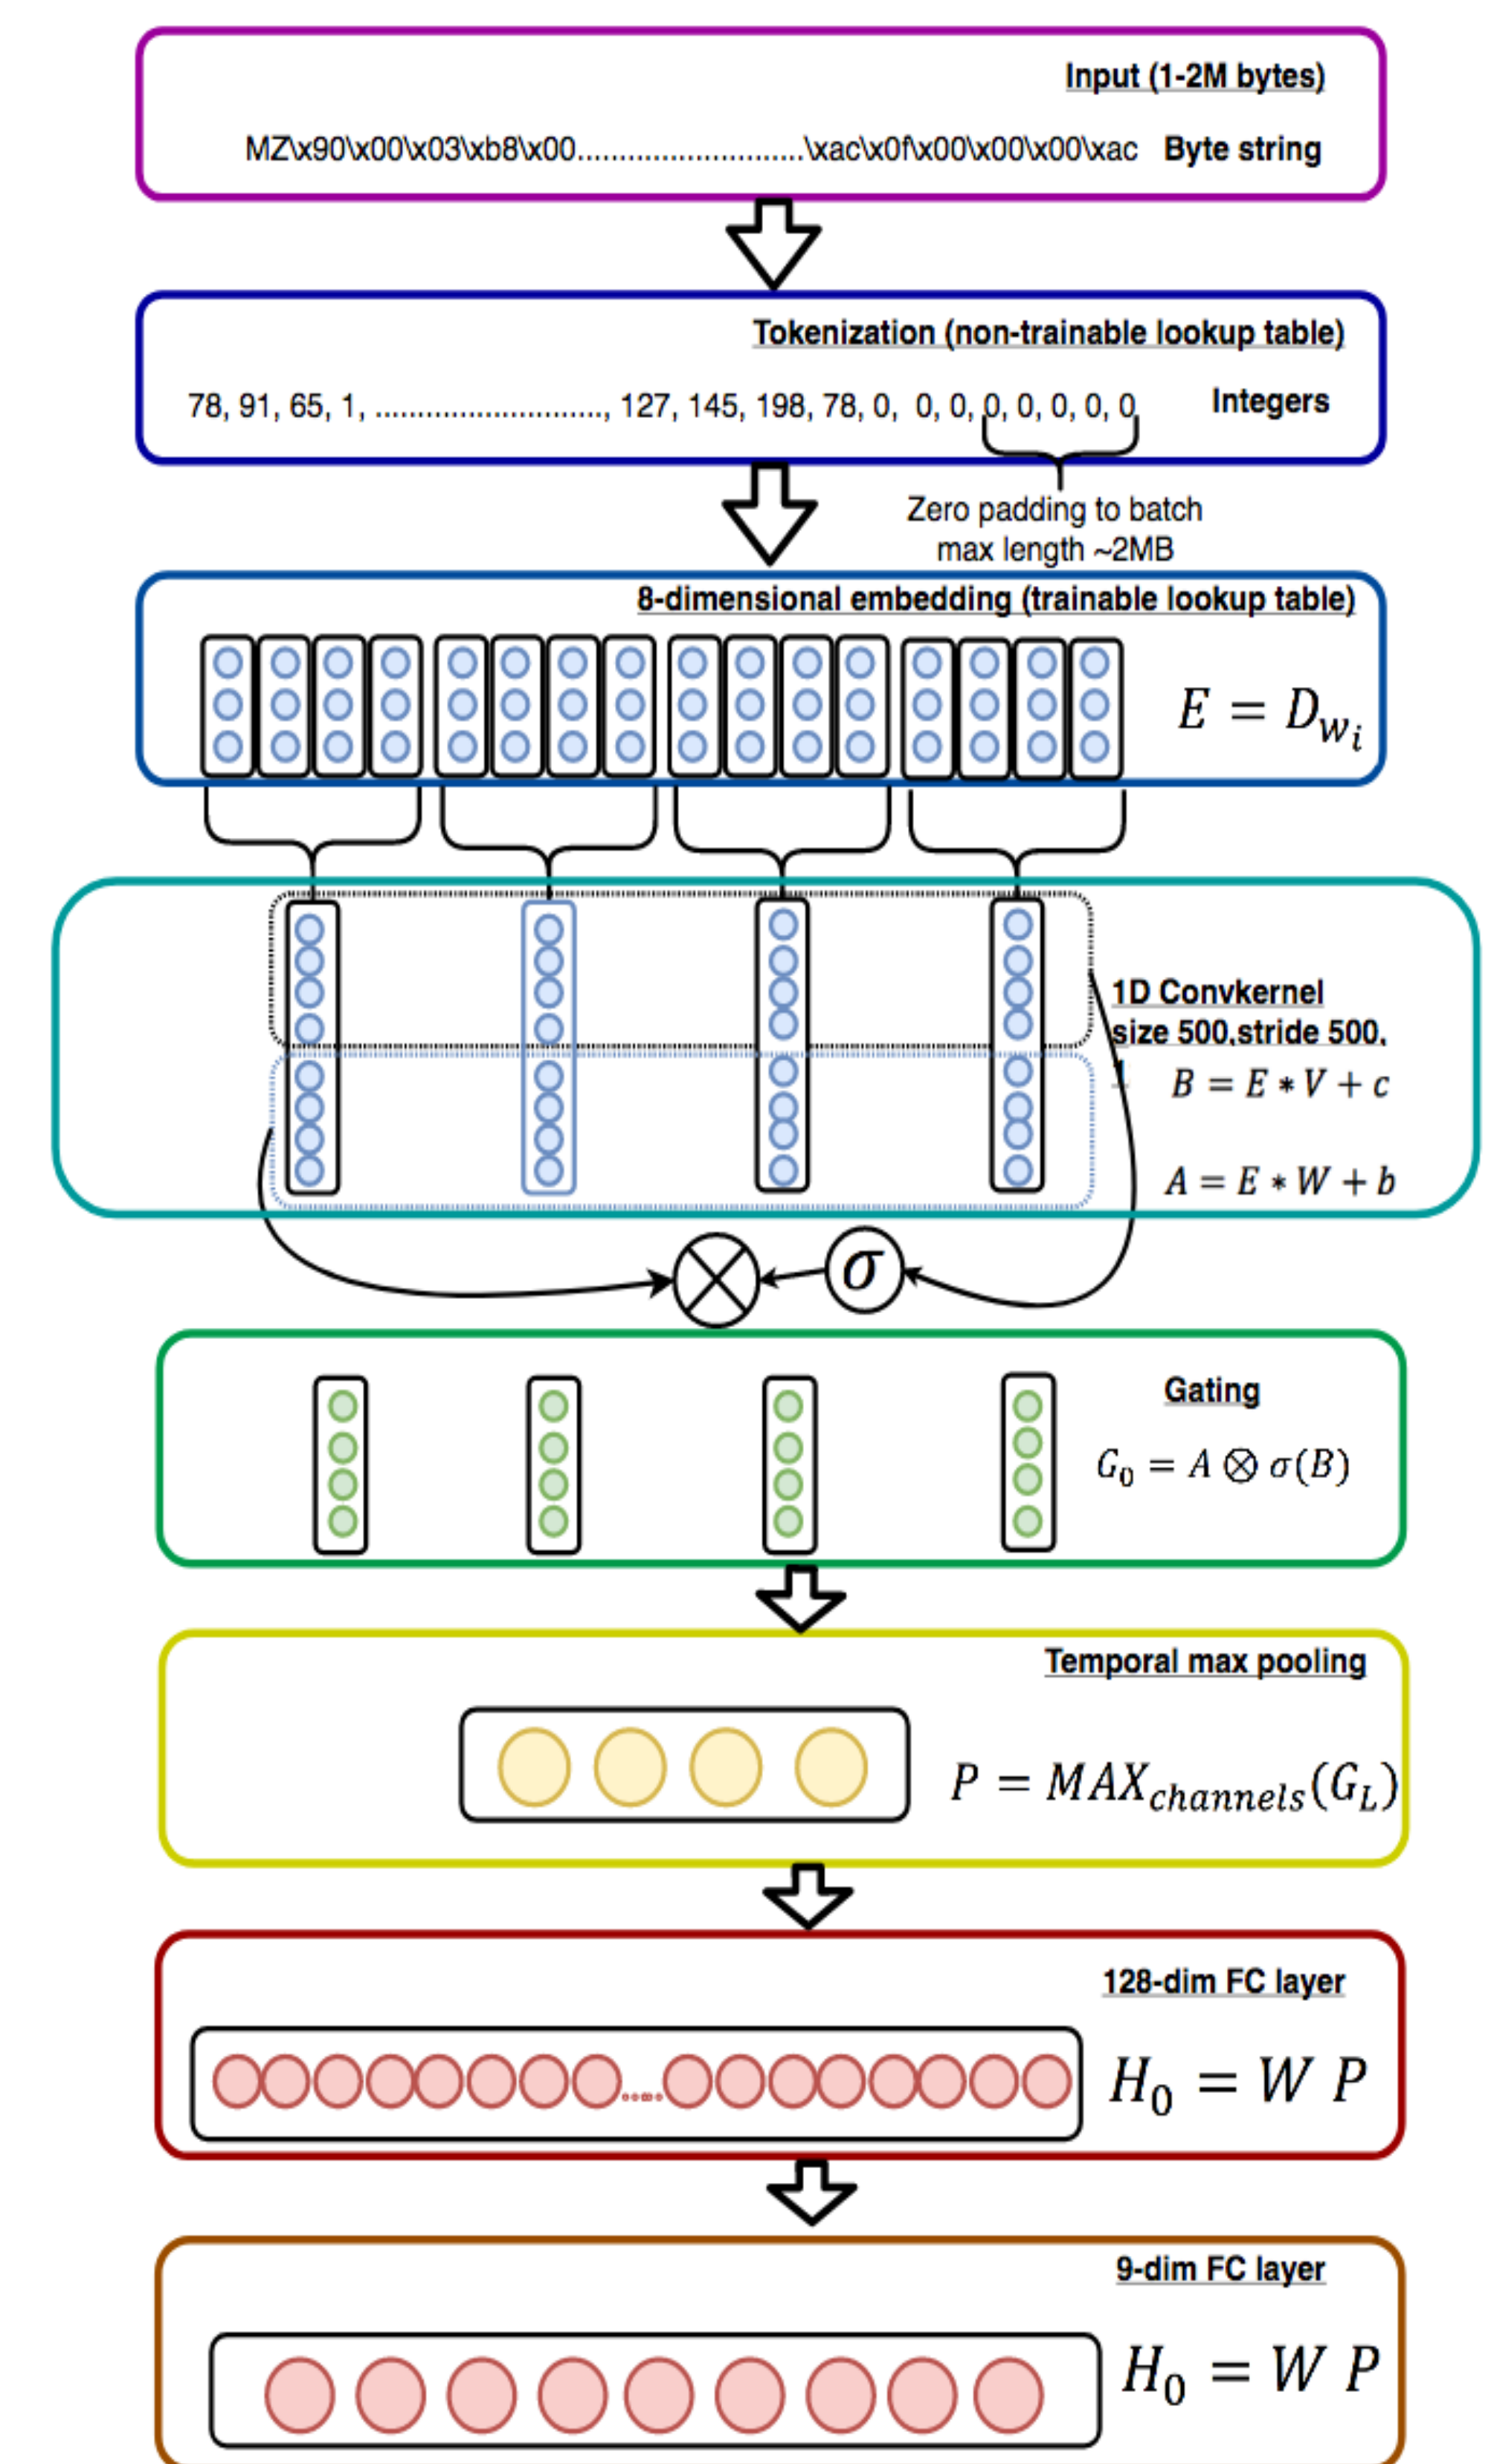 Input (1-2M bytes)
MZ\x90\x00\x03\xb8\x00...........................\xac\x0f\x00\x00\x00\xac Byte string
Tokenization (non-trainable lookup table)
78, 91, 65, 1, ..........................., 127, 145, 198, 78, 0, 0, 0, 0, 0, 0, 0, 0 Integers
Zero padding to batch
max length ~2MB
8-dimensional embedding (trainable lookup table)
E = D_{w_i}
1D Convkernel
size 500,stride 500,
1
B = E * V + c
A = E * W + b
σ
Gating
G_0 = A ⊗ σ(B)
Temporal max pooling
P = MAX_{channels}(G_L)
128-dim FC layer
H_0 = W P
9-dim FC layer
H_0 = W P